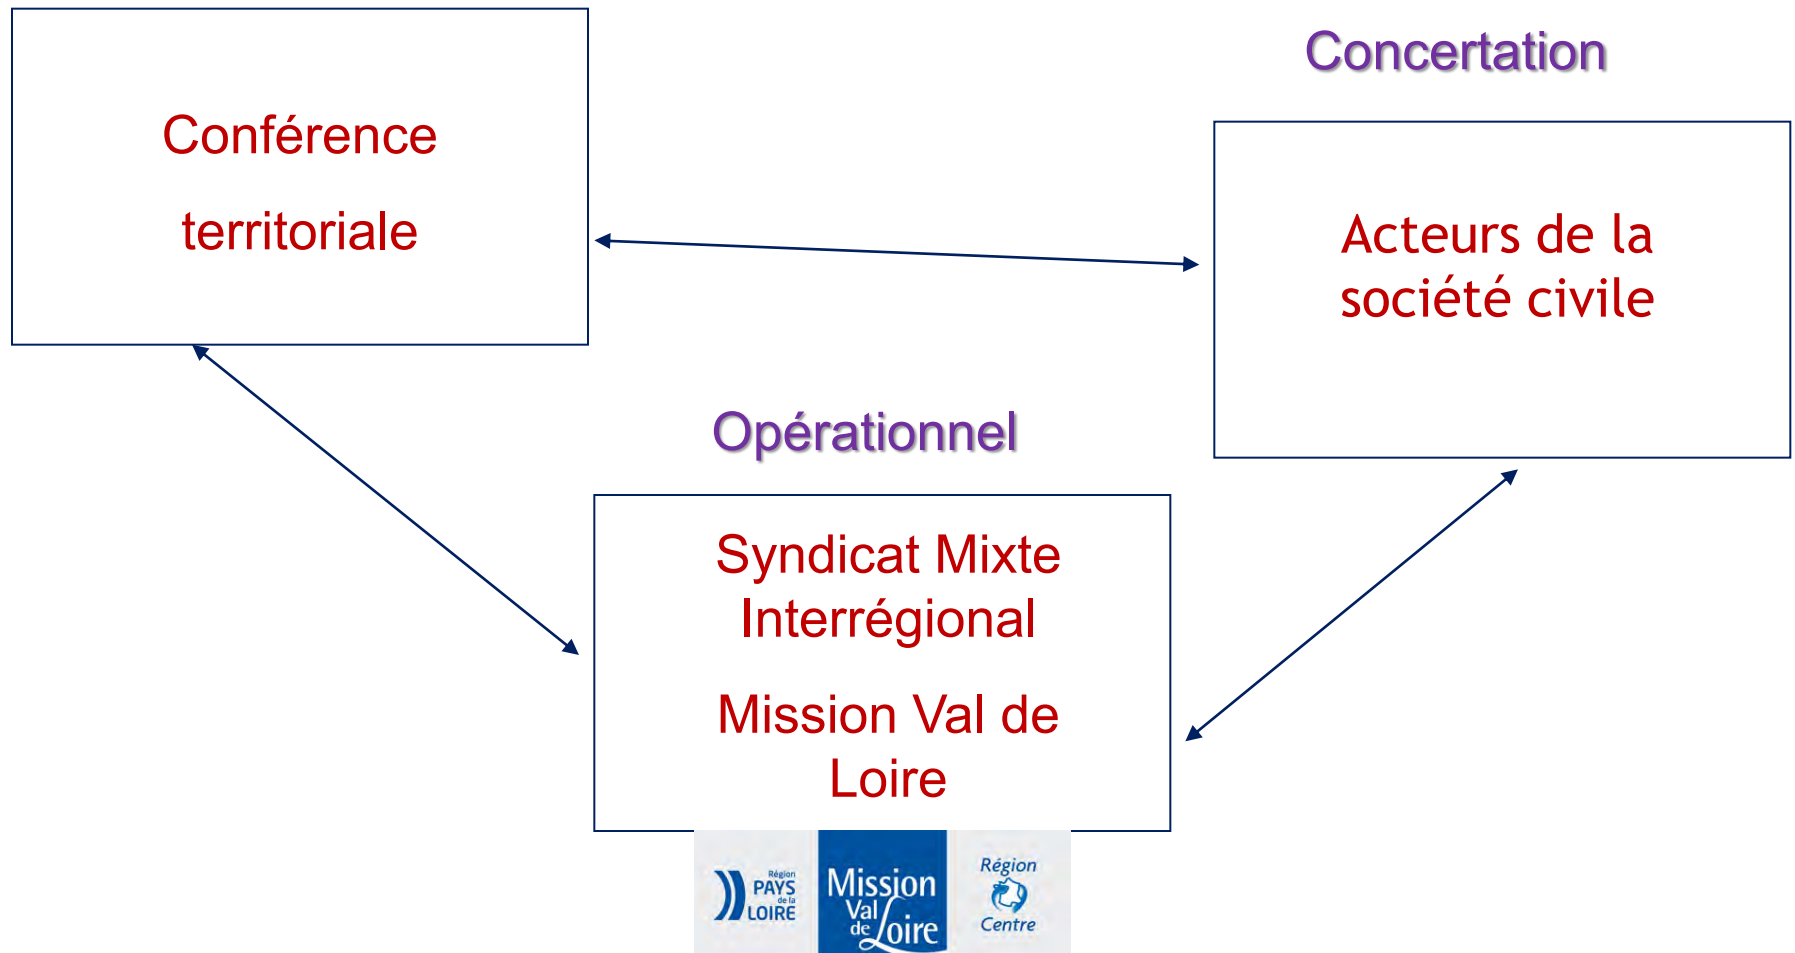 Conférence
territoriale
Concertation
Acteurs de la
société civile
Opérationnel
Syndicat Mixte
Interrégional
Mission Val de
Loire
Région
PAYS
de la
LOIRE
Mission
Val
de Loire
Région
Centre